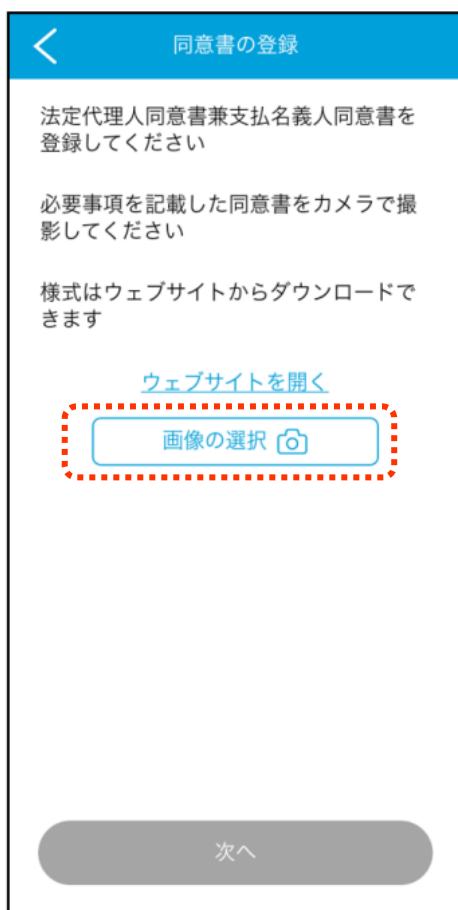 同意書の登録
法定代理人同意書兼支払名義人同意書を
登録してください
必要事項を記載した同意書をカメラで撮
影してください
様式はウェブサイトからダウンロードで
きます
ウェブサイトを開く
画像の選択
次へ